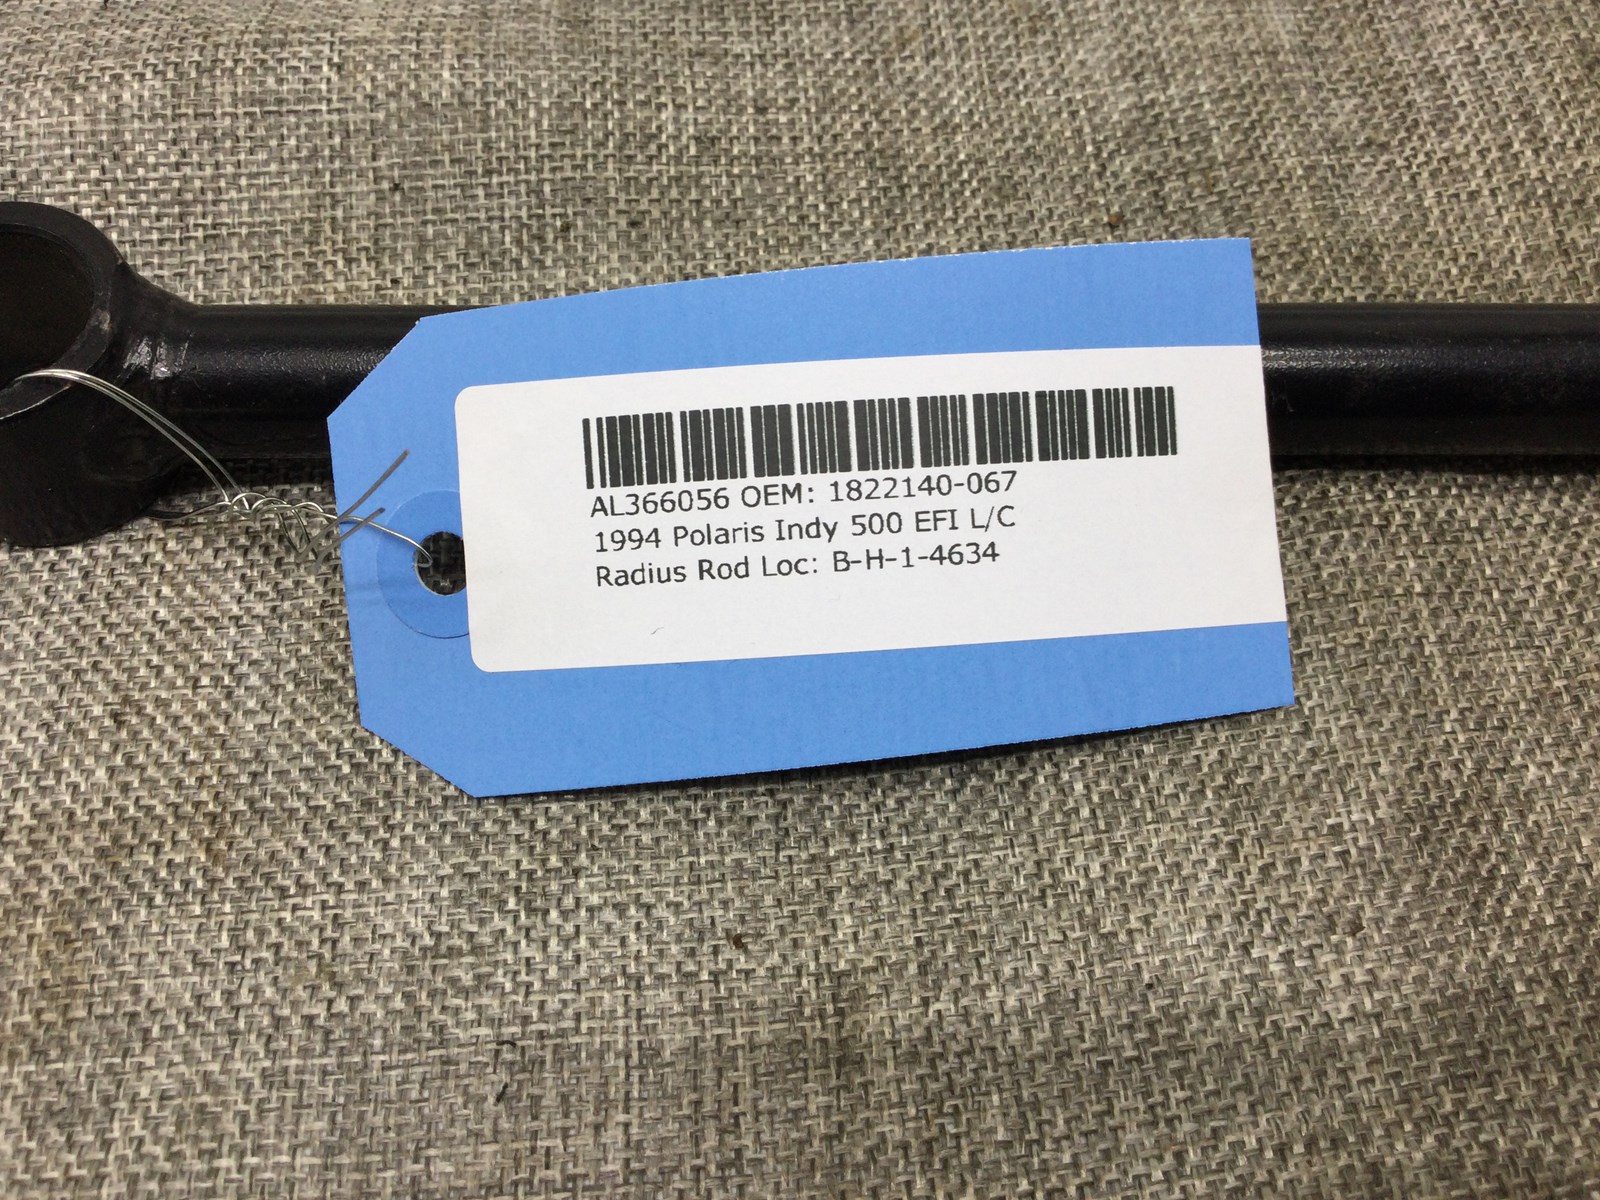 AL366056 OEM: 1822140-067
1994 Polaris Indy 500 EFI L/C
Radius Rod Loc: B-H-1-4634